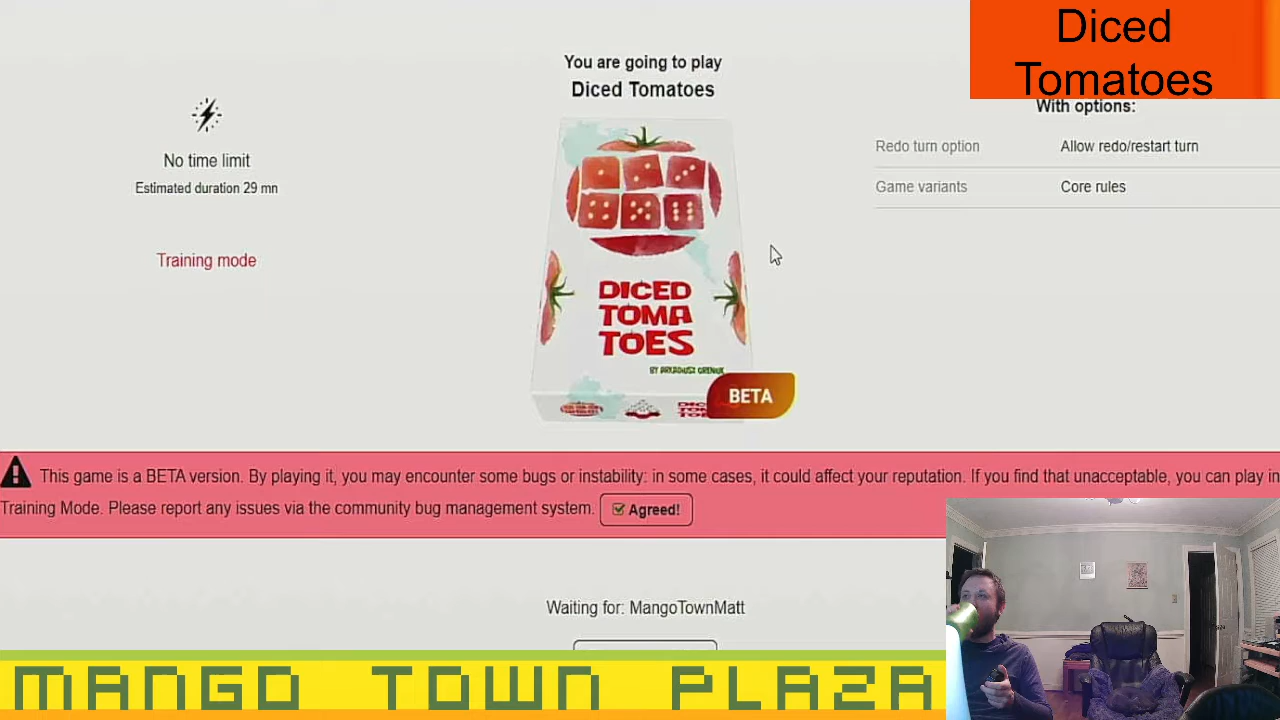 Diced
Tomatoes
You are going to play
Diced Tomatoes
With options:
No time limit
Estimated duration 29 mn
Training mode
Redo turn option Allow redo/restart turn
Game variants Core rules
DICED
TOMA
TOES
BY ARKADIUSZ
BETA
This game is a BETA version. By playing it, you may encounter some bugs or instability: in some cases, it could affect your reputation. If you find that unacceptable, you can play in
Training Mode. Please report any issues via the community bug management system. Agreed!
Waiting for: MangoTownMatt
MANGO TOWN PLAZA